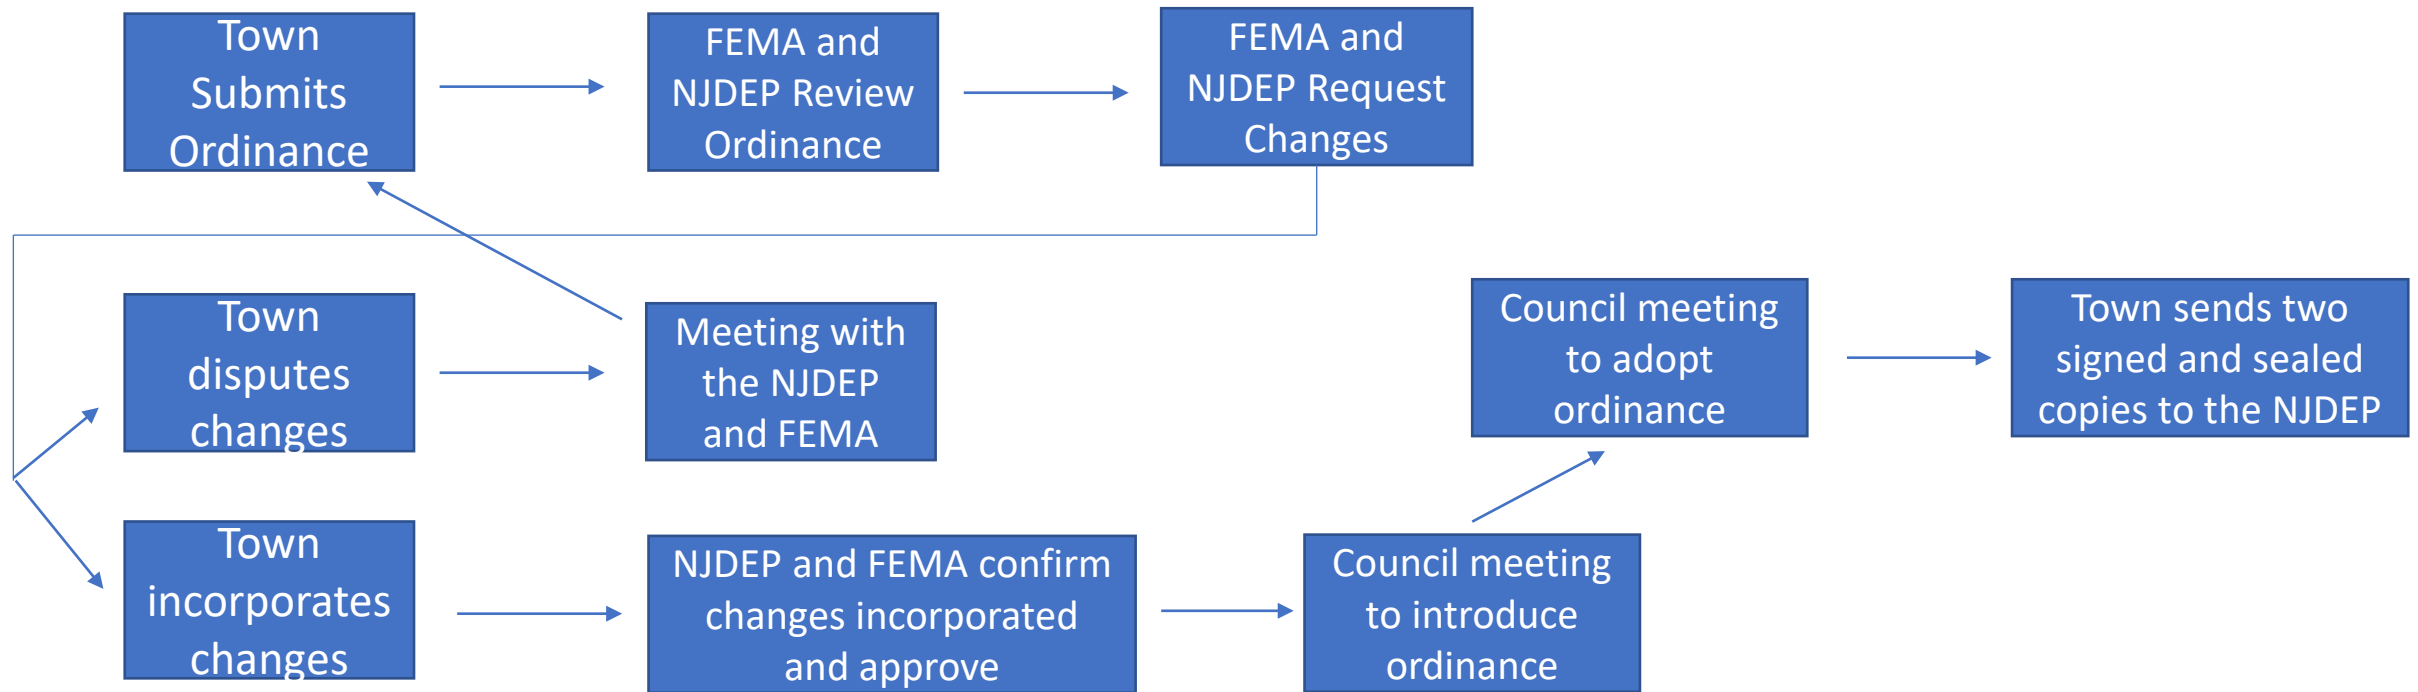 Town
Submits
Ordinance
FEMA and
NJDEP Review
Ordinance
FEMA and
NJDEP Request
Changes
Town
disputes
changes
Meeting with
the NJDEP
and FEMA
Council meeting
to adopt
ordinance
Town sends two
signed and sealed
copies to the NJDEP
Town
incorporates
changes
NJDEP and FEMA confirm
changes incorporated
and approve
Council meeting
to introduce
ordinance